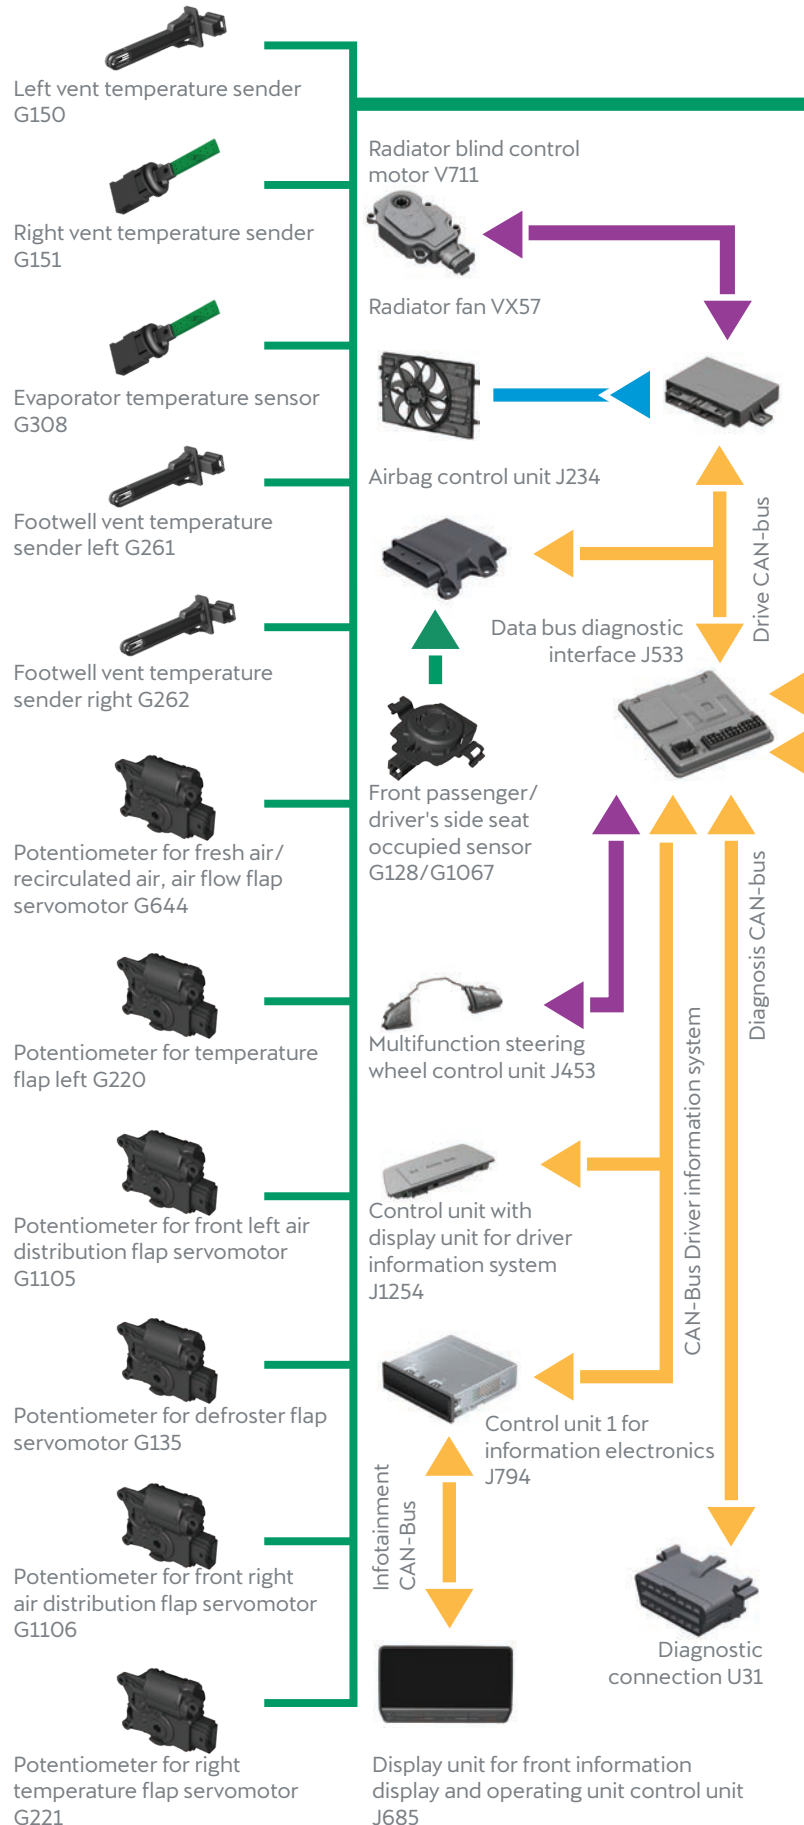 Left vent temperature sender
G150
Right vent temperature sender
G151
Evaporator temperature sensor
G308
Footwell vent temperature
sender left G261
Footwell vent temperature
sender right G262
Potentiometer for fresh air/
recirculated air, air flow flap
servomotor G644
Potentiometer for temperature
flap left G220
Potentiometer for front left air
distribution flap servomotor
G1105
Potentiometer for defroster flap
servomotor G135
Potentiometer for front right
air distribution flap servomotor
G1106
Potentiometer for right
temperature flap servomotor
G221
Radiator blind control
motor V711
Radiator fan VX57
Airbag control unit J234
Drive CAN-bus
Data bus diagnostic
interface J533
Front passenger/
driver's side seat
occupied sensor
G128/G1067
Diagnosis CAN-bus
Multifunction steering
wheel control unit J453
CAN-Bus Driver information system
Control unit with
display unit for driver
information system
J1254
Control unit 1 for
information electronics
J794
Infotainment
CAN-Bus
Diagnostic
connection U31
Display unit for front information
display and operating unit control unit
J685